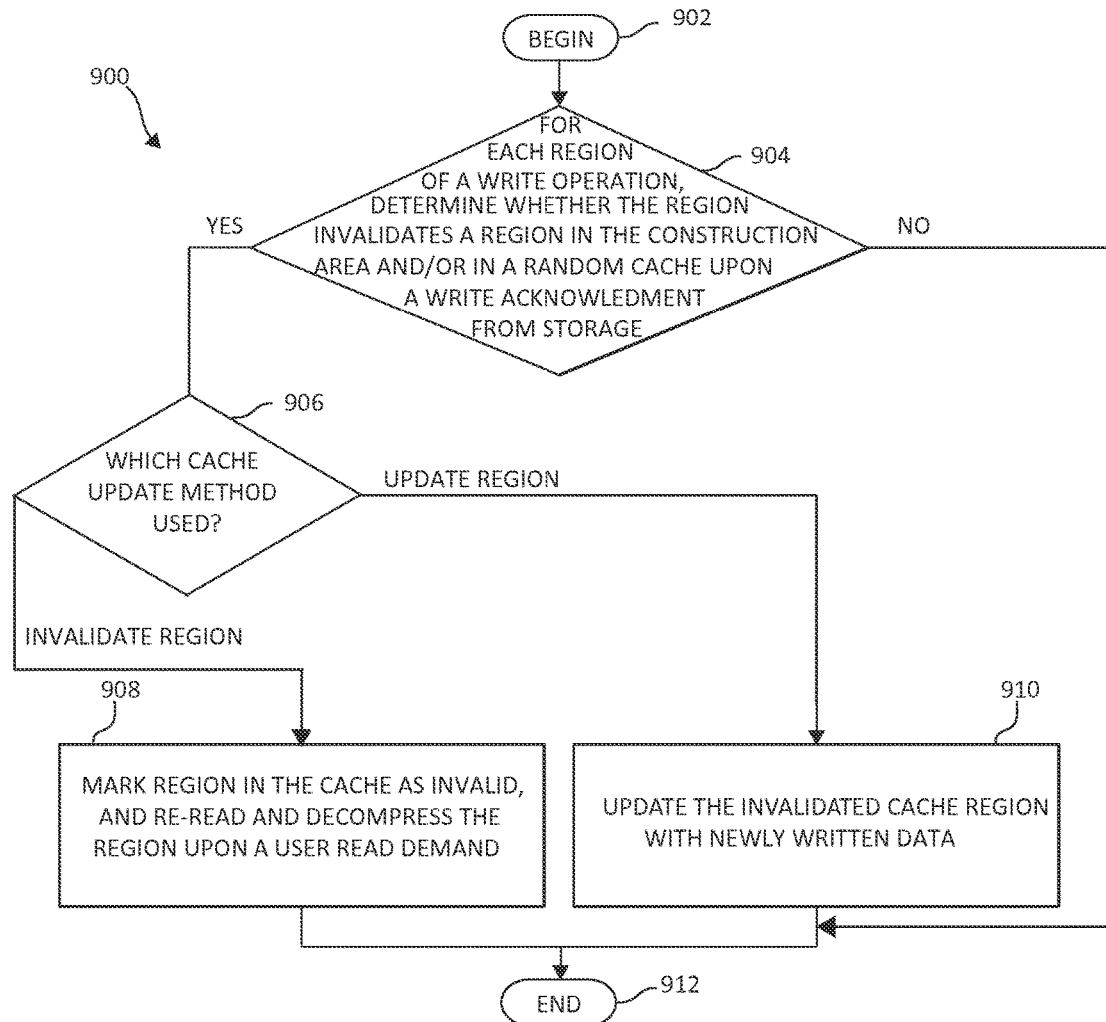 BEGIN
902
900
FOR
EACH REGION
OF A WRITE OPERATION,
DETERMINE WHETHER THE REGION
INVALIDATES A REGION IN THE CONSTRUCTION
AREA AND/OR IN A RANDOM CACHE UPON
A WRITE ACKNOWLEDMENT
FROM STORAGE
904
YES
NO
906
WHICH CACHE
UPDATE METHOD
USED?
UPDATE REGION
INVALIDATE REGION
908
MARK REGION IN THE CACHE AS INVALID,
AND RE-READ AND DECOMPRESS THE
REGION UPON A USER READ DEMAND
910
UPDATE THE INVALIDATED CACHE REGION
WITH NEWLY WRITTEN DATA
END
912